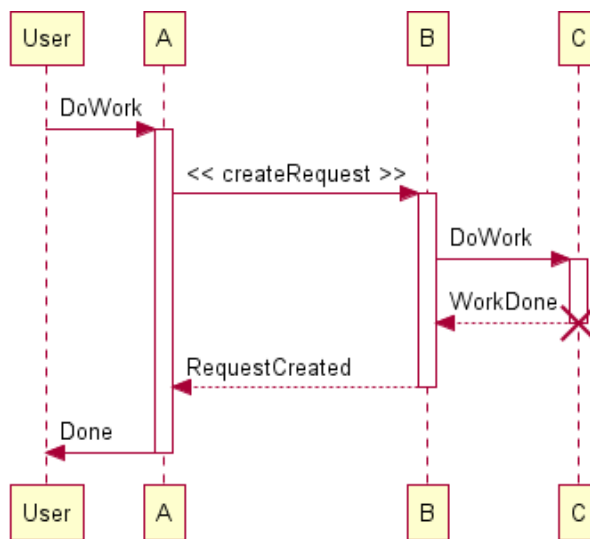 User A B C
DoWork
<< createRequest >>
DoWork
WorkDone
RequestCreated
Done
User A B C